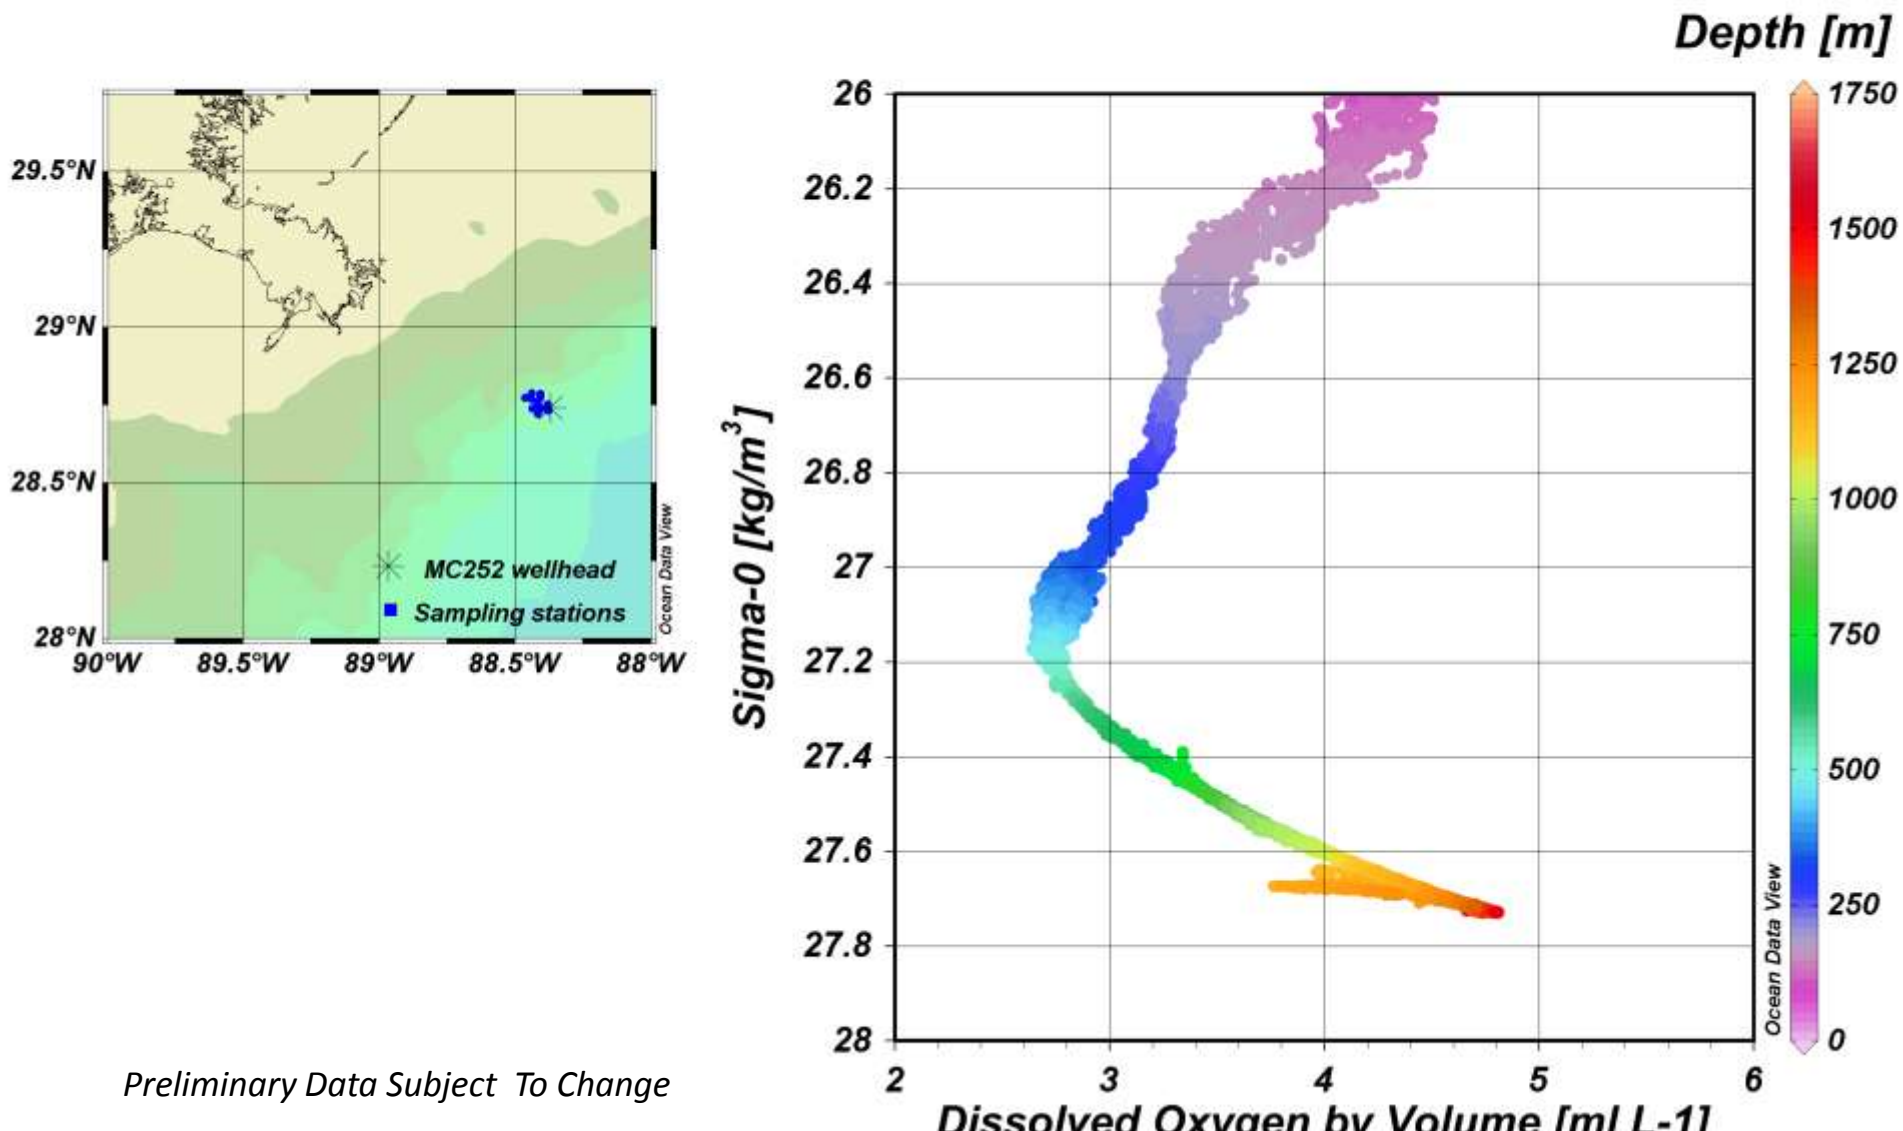 Depth [m]
29.5°N
29°N
28.5°N
28°N
90°W 89.5°W 89°W 88.5°W 88°W
MC252 wellhead
Sampling stations
Ocean Data View
Sigma-0 [kg/m³]
26
26.2
26.4
26.6
26.8
27
27.2
27.4
27.6
27.8
28
2 3 4 5 6
Dissolved Oxygen by Volume [ml L-1]
Ocean Data View
1750
1500
1250
1000
750
500
250
0
Preliminary Data Subject To Change